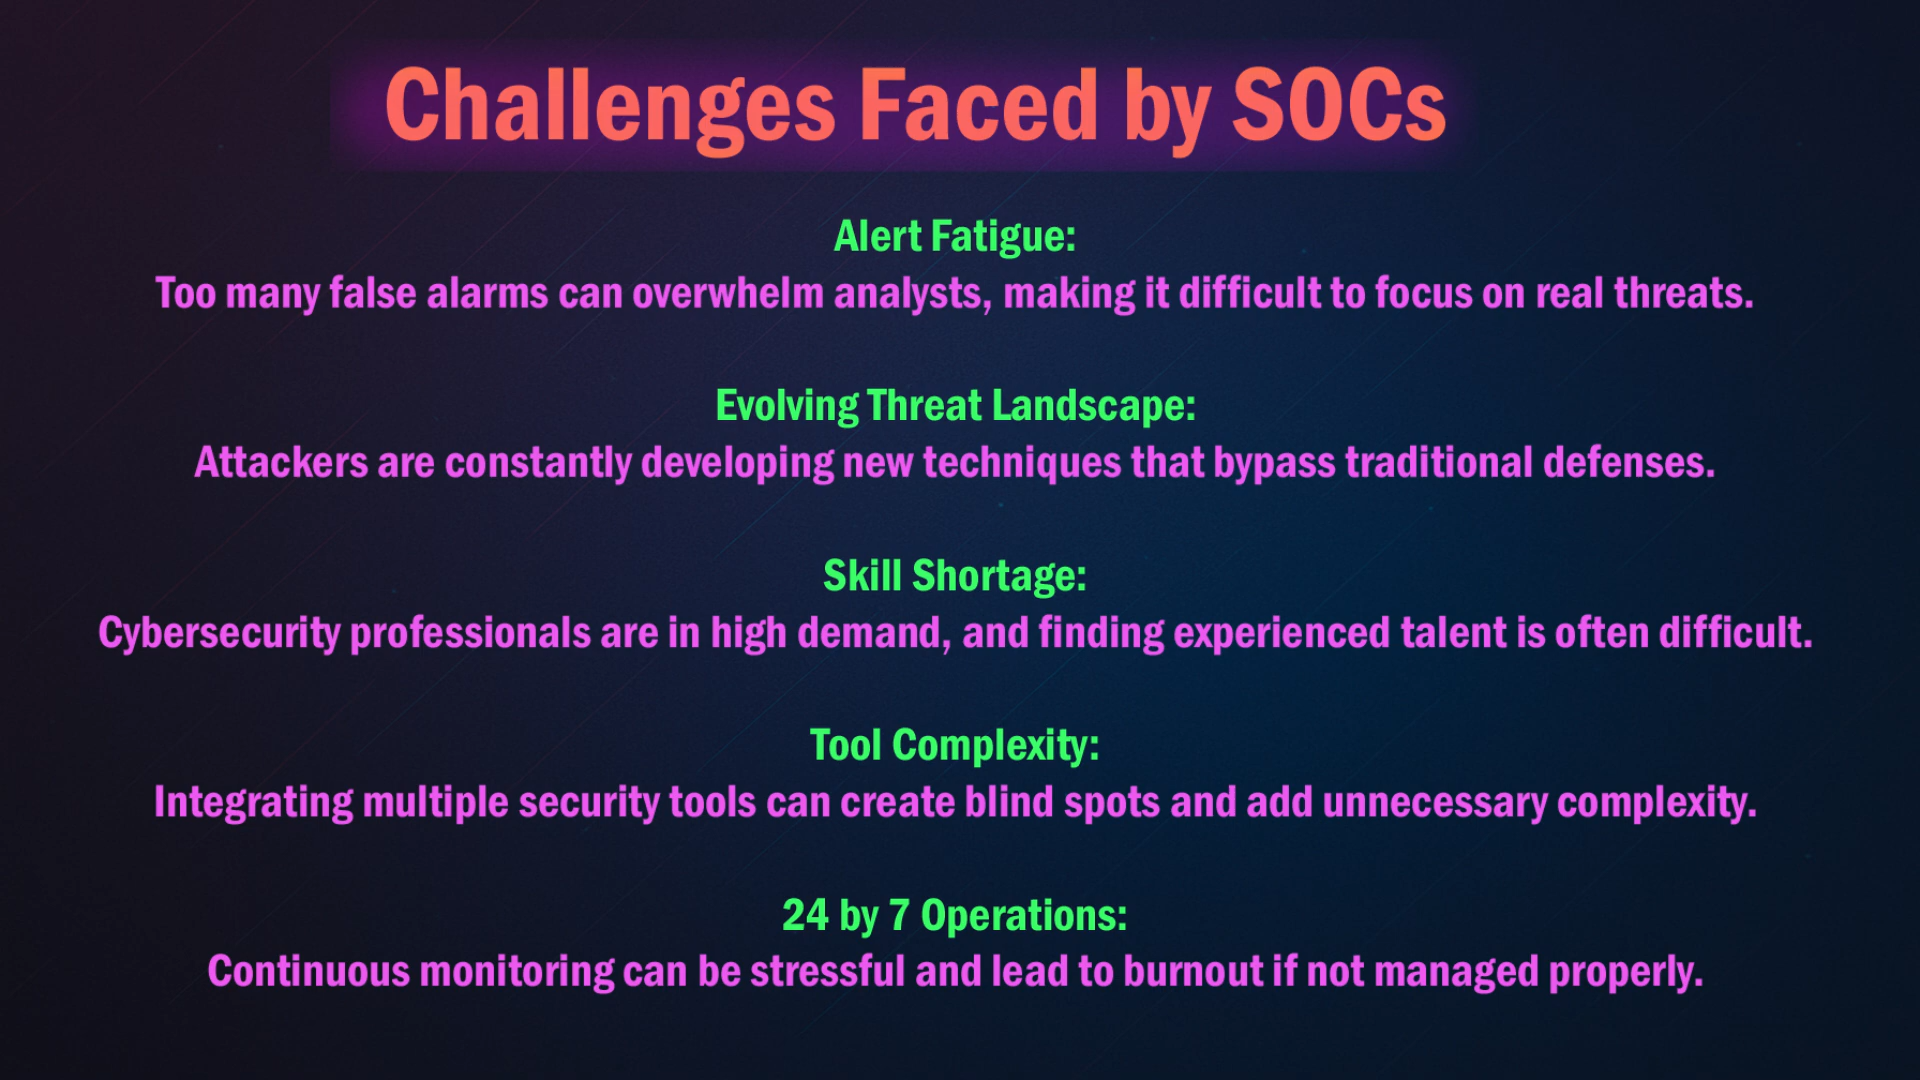 Challenges Faced by SOCs
Alert Fatigue:
Too many false alarms can overwhelm analysts, making it difficult to focus on real threats.
Evolving Threat Landscape:
Attackers are constantly developing new techniques that bypass traditional defenses.
Skill Shortage:
Cybersecurity professionals are in high demand, and finding experienced talent is often difficult.
Tool Complexity:
Integrating multiple security tools can create blind spots and add unnecessary complexity.
24 by 7 Operations:
Continuous monitoring can be stressful and lead to burnout if not managed properly.